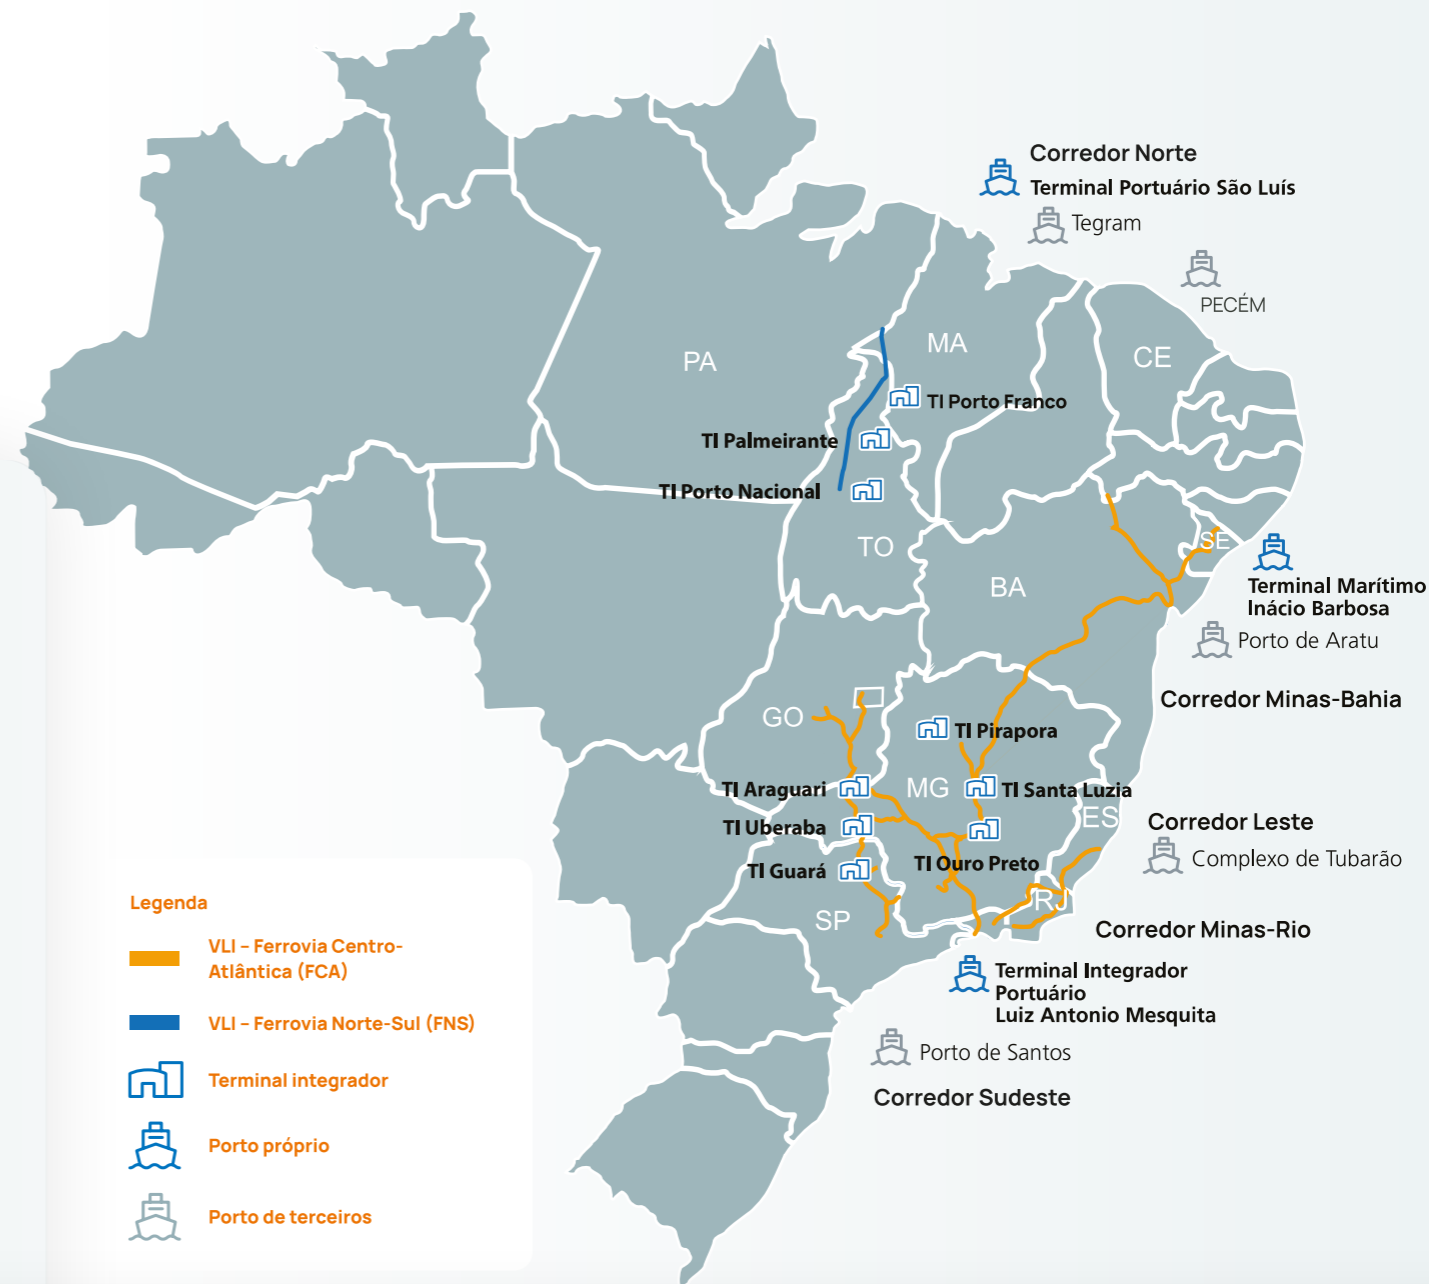 Corredor Norte
Terminal Portuário São Luís
Tegram
PECÉM
PA
MA
CE
TI Porto Franco
TI Palmeirante
TI Porto Nacional
TO
BA
SE
Terminal Marítimo
Inácio Barbosa
Porto de Aratu
Corredor Minas-Bahia
GO
TI Pirapora
TI Araguari
MG
TI Santa Luzia
TI Uberaba
ES
Corredor Leste
Complexo de Tubarão
TI Guará
TI Ouro Preto
SP
RJ
Corredor Minas-Rio
Terminal Integrador
Portuário
Luiz Antonio Mesquita
Porto de Santos
Corredor Sudeste
Legenda
VLI – Ferrovia Centro-
Atlântica (FCA)
VLI – Ferrovia Norte-Sul (FNS)
Terminal integrador
Porto próprio
Porto de terceiros